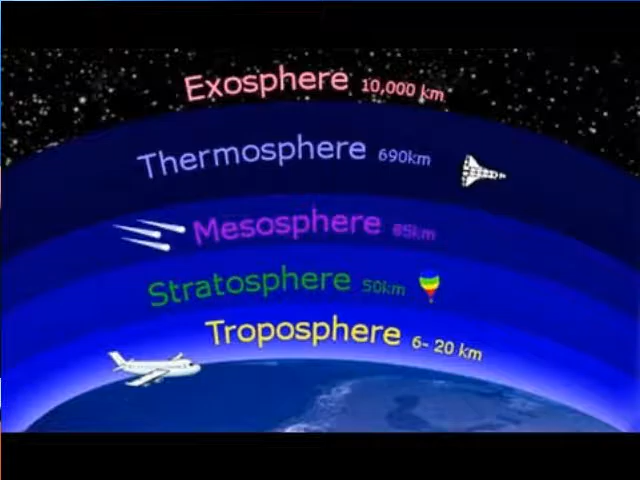 Exosphere 10,000 km
Thermosphere 690km
Mesosphere 85km
Stratosphere 50km
Troposphere 6- 20 km